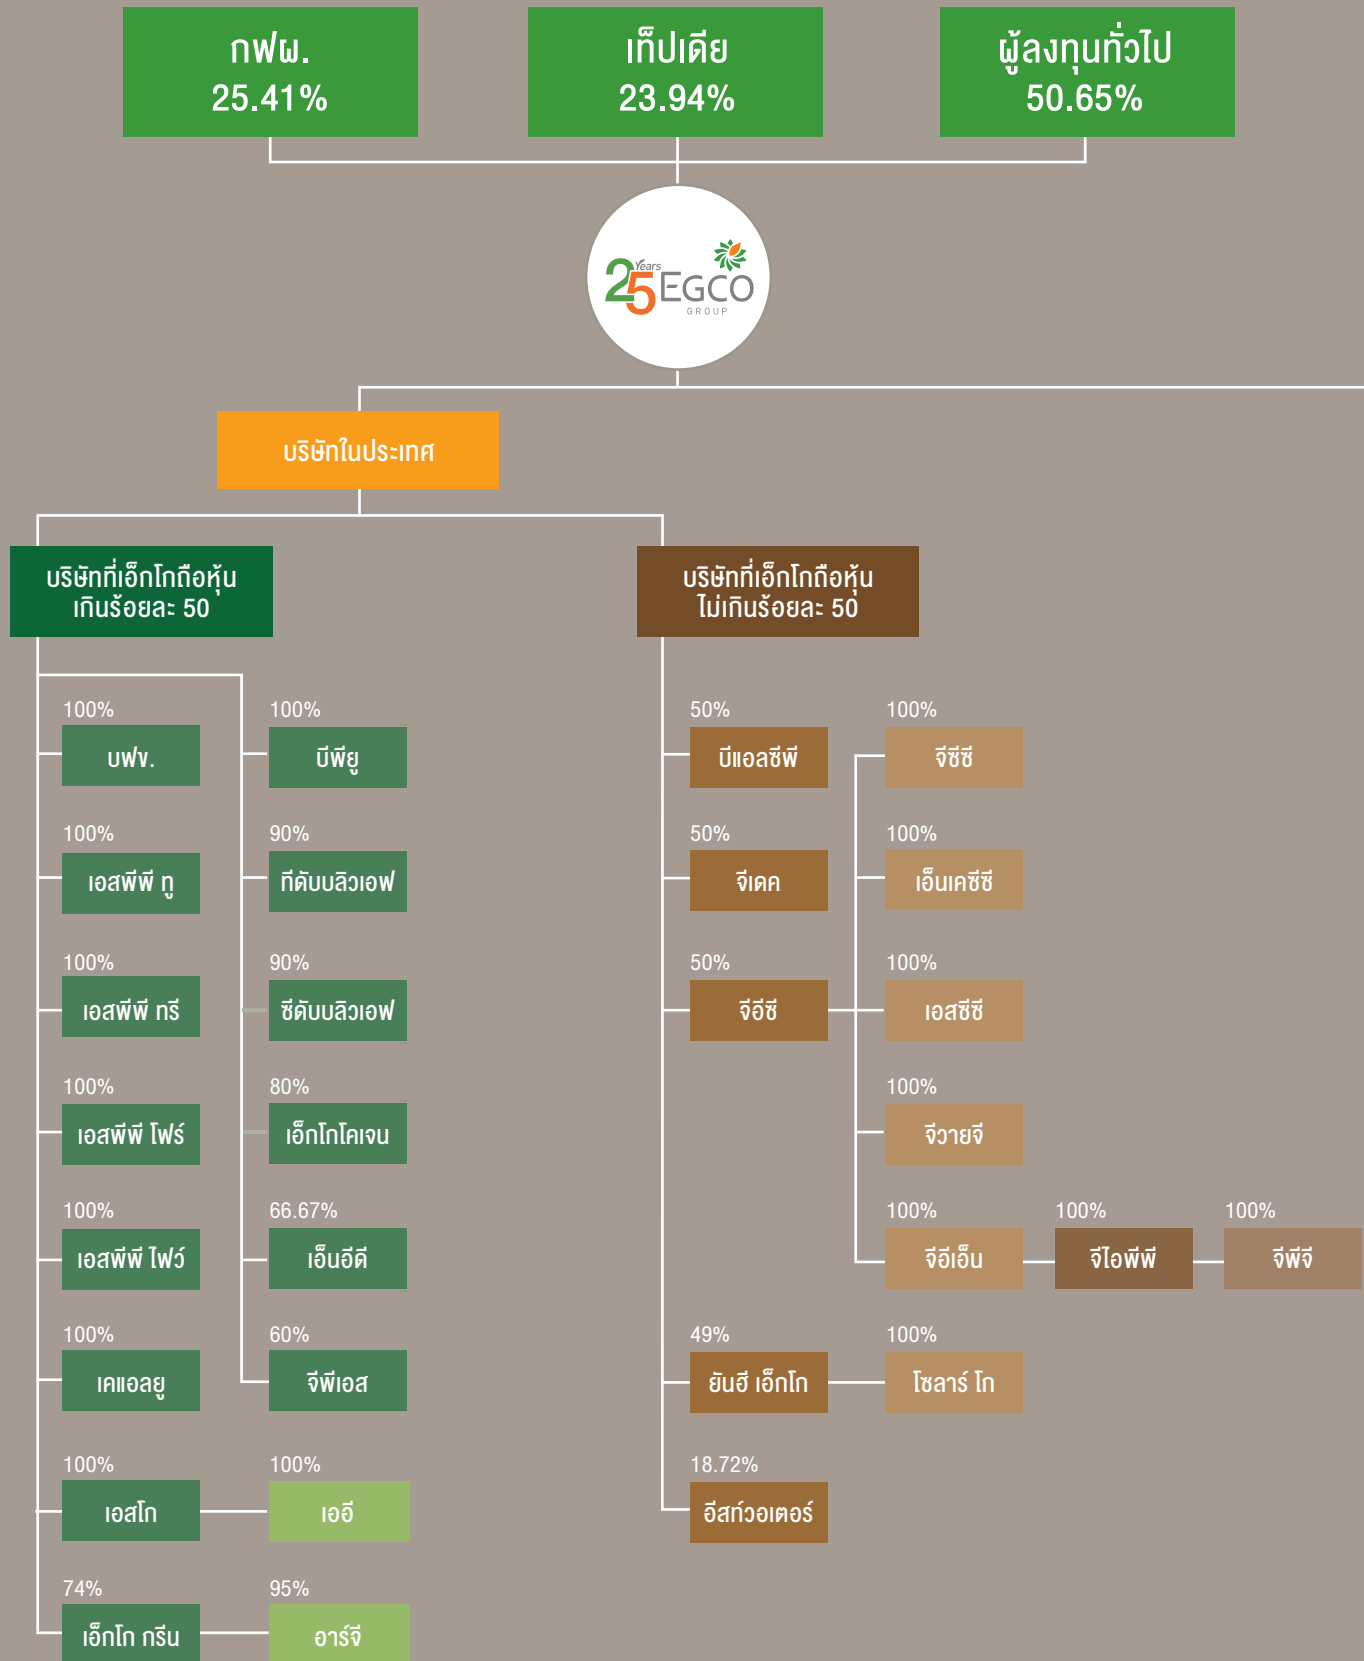 กฟผ.
25.41%
เท็ปเดีย
23.94%
ผู้ลงทุนทั่วไป
50.65%
25 Years EGCO
GROUP
บริษัทในประเทศ
บริษัทที่เอ็กโกถือหุ้น
เกินร้อยละ 50
บริษัทที่เอ็กโกถือหุ้น
ไม่เกินร้อยละ 50
100%
บฟข.
100%
เอสพีพี ทู
100%
เอสพีพี ทรี
100%
เอสพีพี โฟร์
100%
เอสพีพี ไฟว์
100%
เคแอลยู
100%
เอสโก
74%
เอ็กโก กรีน
100%
บีพียู
90%
ทีดับบลิวเอฟ
90%
ซีดับบลิวเอฟ
80%
เอ็กโกโคเจน
66.67%
เอ็นอีดี
60%
จีพีเอส
100%
เออี
95%
อาร์จี
50%
บีแอลซีพี
50%
จีเดค
50%
จีอีซี
49%
ยันฮี เอ็กโก
18.72%
อีสท์วอเตอร์
100%
จีซีซี
100%
เอ็นเคซีซี
100%
เอสซีซี
100%
จีวายจี
100%
จีอีเอ็น
100%
จีไอพีพี
100%
จีพีจี
100%
โซลาร์ โก